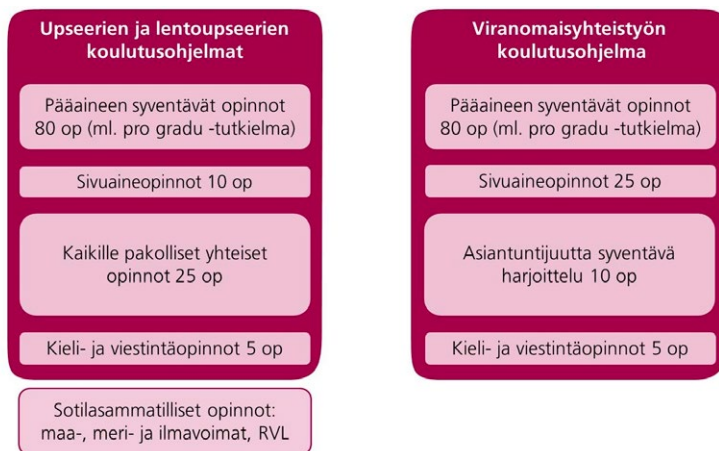 Upseerien ja lentoupseerien
koulutusohjelmat
Pääaineen syventävät opinnot
80 op (ml. pro gradu -tutkielma)
Sivuaineopinnot 10 op
Kaikille pakolliset yhteiset
opinnot 25 op
Kieli- ja viestintäopinnot 5 op
Sotilasammatilliset opinnot:
maa-, meri- ja ilmavoimat, RVL
Viranomaisyhteistyön
koulutusohjelma
Pääaineen syventävät opinnot
80 op (ml. pro gradu -tutkielma)
Sivuaineopinnot 25 op
Asiantuntijuutta syventävä
harjoittelu 10 op
Kieli- ja viestintäopinnot 5 op